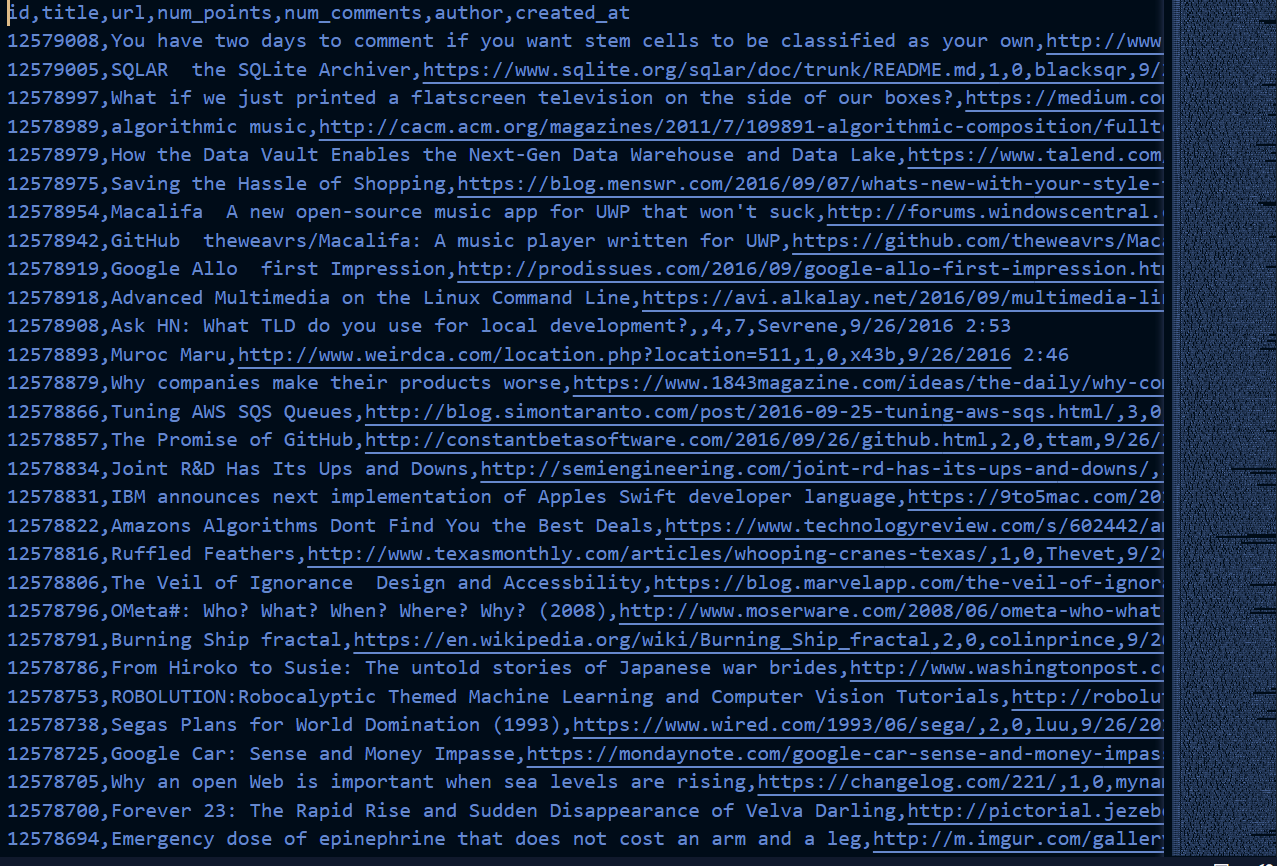 id,title,url,num_points,num_comments,author,created_at
12579008,You have two days to comment if you want stem cells to be classified as your own,http://www
12579005,SQLAR  the SQLite Archiver,https://www.sqlite.org/sqlar/doc/trunk/README.md,1,0,blacksqr,9/
12578997,What if we just printed a flatscreen television on the side of our boxes?,https://medium.co
12578989,algorithmic music,http://cacm.acm.org/magazines/2011/7/109891-algorithmic-composition/fullt
12578979,How the Data Vault Enables the Next-Gen Data Warehouse and Data Lake,https://www.talend.com
12578975,Saving the Hassle of Shopping,https://blog.menswr.com/2016/09/07/whats-new-with-your-style-
12578954,Macalifa  A new open-source music app for UWP that won't suck,http://forums.windowscentral.
12578942,GitHub  theweavrs/Macalifa: A music player written for UWP,https://github.com/theweavrs/Mac
12578919,Google Allo  first Impression,http://prodissues.com/2016/09/google-allo-first-impression.ht
12578918,Advanced Multimedia on the Linux Command Line,https://avi.alkalay.net/2016/09/multimedia-li
12578908,Ask HN: What TLD do you use for local development?,,4,7,Sevrene,9/26/2016 2:53
12578893,Muroc Maru,http://www.weirdca.com/location.php?location=511,1,0,x43b,9/26/2016 2:46
12578879,Why companies make their products worse,https://www.1843magazine.com/ideas/the-daily/why-co
12578866,Tuning AWS SQS Queues,http://blog.simontaranto.com/post/2016-09-25-tuning-aws-sqs.html/,3,0
12578857,The Promise of GitHub,http://constantbetasoftware.com/2016/09/26/github.html,2,0,ttam,9/26/
12578834,Joint R&D Has Its Ups and Downs,http://semiengineering.com/joint-rd-has-its-ups-and-downs/,
12578831,IBM announces next implementation of Apples Swift developer language,https://9to5mac.com/20
12578822,Amazons Algorithms Dont Find You the Best Deals,https://www.technologyreview.com/s/602442/a
12578816,Ruffled Feathers,http://www.texasmonthly.com/articles/whooping-cranes-texas/,1,0,Thevet,9/2
12578806,The Veil of Ignorance  Design and Accessbility,https://blog.marvelapp.com/the-veil-of-ignor
12578796,OMeta#: Who? What? When? Where? Why? (2008),http://www.moserware.com/2008/06/ometa-who-what
12578791,Burning Ship fractal,https://en.wikipedia.org/wiki/Burning_Ship_fractal,2,0,colinprince,9/2
12578786,From Hiroko to Susie: The untold stories of Japanese war brides,http://www.washingtonpost.c
12578753,ROBOLUTION:Robocalyptic Themed Machine Learning and Computer Vision Tutorials,http://robolu
12578738,Segas Plans for World Domination (1993),https://www.wired.com/1993/06/sega/,2,0,luu,9/26/20
12578725,Google Car: Sense and Money Impasse,https://mondaynote.com/google-car-sense-and-money-impas
12578705,Why an open Web is important when sea levels are rising,https://changelog.com/221/,1,0,myna
12578700,Forever 23: The Rapid Rise and Sudden Disappearance of Velva Darling,http://pictorial.jezeb
12578694,Emergency dose of epinephrine that does not cost an arm and a leg,http://m.imgur.com/galler